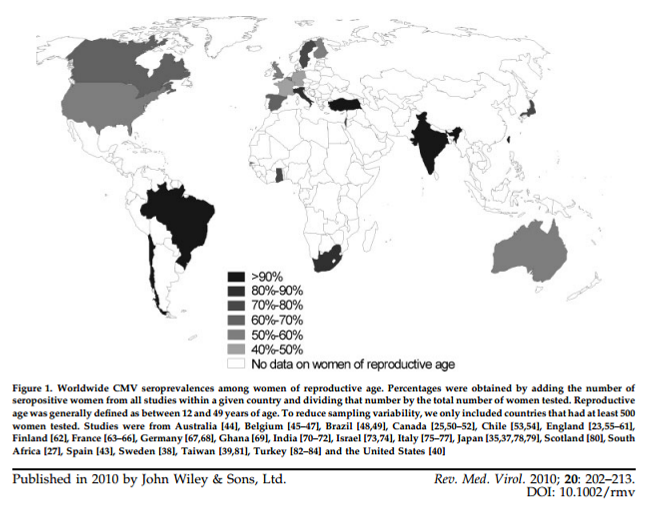 >90%
80%-90%
70%-80%
60%-70%
50%-60%
40%-50%
No data on women of reproductive age
Figure 1. Worldwide CMV seroprevalences among women of reproductive age. Percentages were obtained by adding the number of
seropositive women from all studies within a given country and dividing that number by the total number of women tested. Reproductive
age was generally defined as between 12 and 49 years of age. To reduce sampling variability, we only included countries that had at least 500
women tested. Studies were from Australia [44], Belgium [45–47], Brazil [48,49], Canada [25,50–52], Chile [53,54], England [23,55–61],
Finland [62], France [63–66], Germany [67,68], Ghana [69], India [70–72], Israel [73,74], Italy [75–77], Japan [35,37,78,79], Scotland [80], South
Africa [27], Spain [43], Sweden [38], Taiwan [39,81], Turkey [82–84] and the United States [40]
Published in 2010 by John Wiley & Sons, Ltd.
Rev. Med. Virol. 2010; 20: 202–213.
DOI: 10.1002/rmv